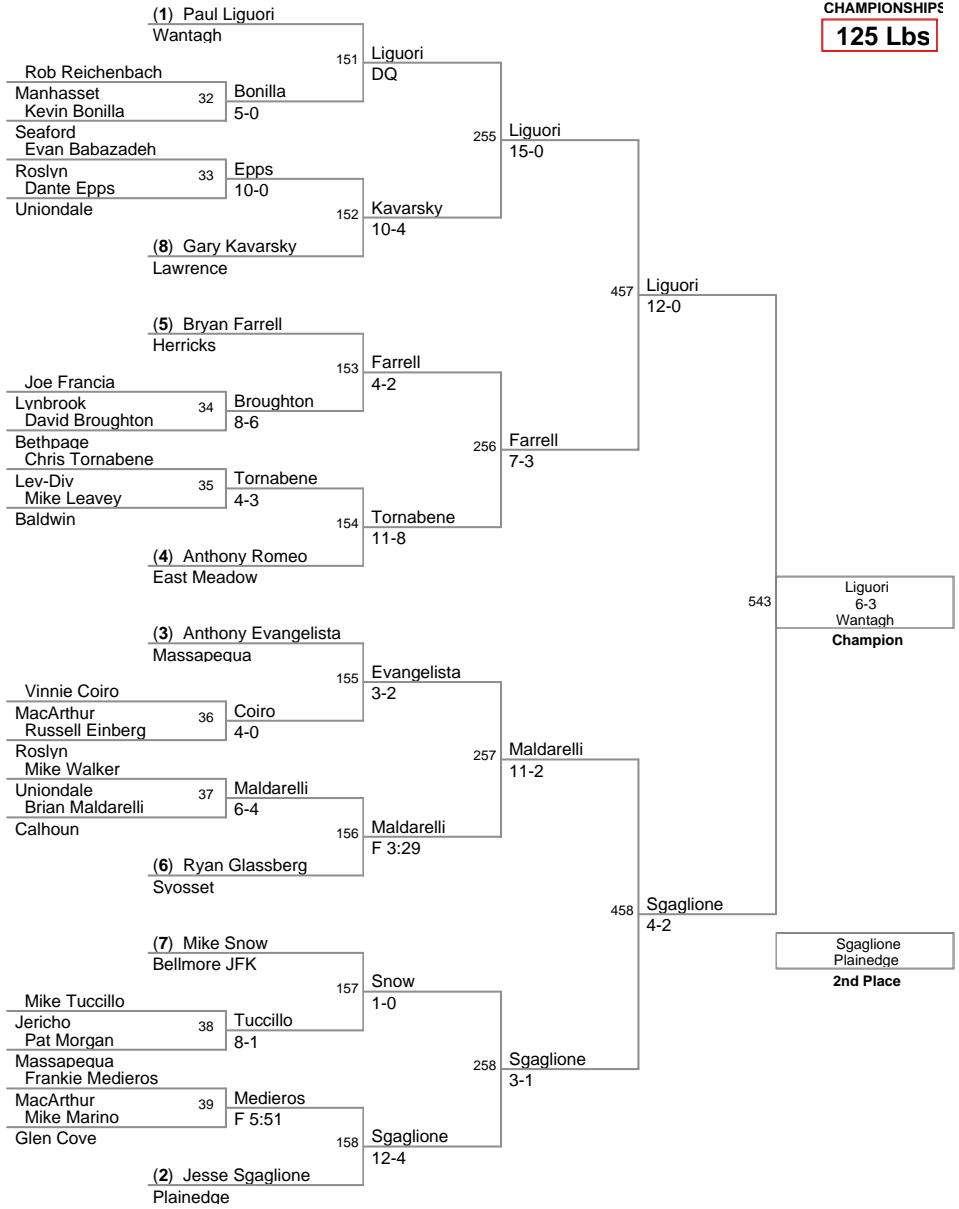 CHAMPIONSHIPS
125 Lbs
(1) Paul Liguori
Wantagh
151
Liguori
DQ
Rob Reichenbach
Manhasset
32
Bonilla
Kevin Bonilla
5-0
Seaford
255
Liguori
15-0
Evan Babazadeh
Roslyn
33
Epps
Dante Epps
10-0
Uniondale
152
Kavarsky
10-4
(8) Gary Kavarsky
Lawrence
457
Liguori
12-0
(5) Bryan Farrell
Herricks
153
Farrell
4-2
Joe Francia
Lynbrook
34
Broughton
David Broughton
8-6
Bethpage
256
Farrell
7-3
Chris Tornabene
Lev-Div
35
Tornabene
Mike Leavey
4-3
Baldwin
154
Tornabene
11-8
(4) Anthony Romeo
East Meadow
543
Liguori
6-3
Wantagh
Champion
(3) Anthony Evangelista
Massapequa
155
Evangelista
3-2
Vinnie Coiro
MacArthur
36
Coiro
Russell Einberg
4-0
Roslyn
257
Maldarelli
11-2
Mike Walker
Uniondale
37
Maldarelli
Brian Maldarelli
6-4
Calhoun
156
Maldarelli
F 3:29
(6) Ryan Glassberg
Syosset
458
Sgaglione
4-2
(7) Mike Snow
Bellmore JFK
Sgaglione
Plainedge
2nd Place
157
Snow
1-0
Mike Tuccillo
Jericho
38
Tuccillo
Pat Morgan
8-1
Massapequa
258
Sgaglione
3-1
Frankie Medieros
MacArthur
39
Medieros
Mike Marino
F 5:51
Glen Cove
158
Sgaglione
12-4
(2) Jesse Sgaglione
Plainedge